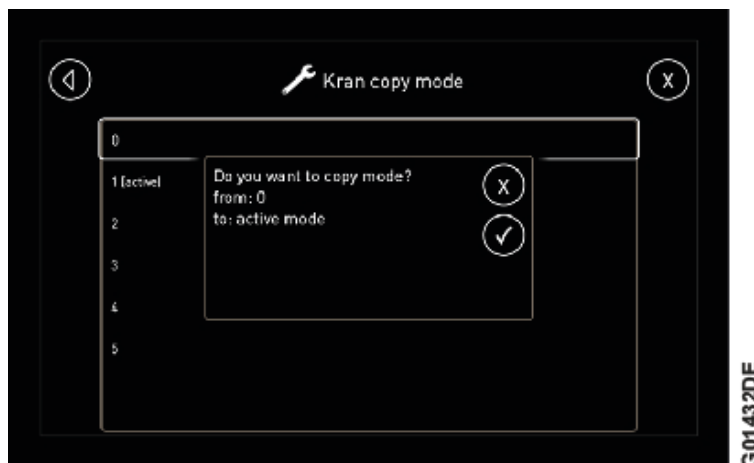 Kran copy mode
X
0
1 [active]
Do you want to copy mode?
from: 0
to: active mode
X
2
3
4
5
G01432DE